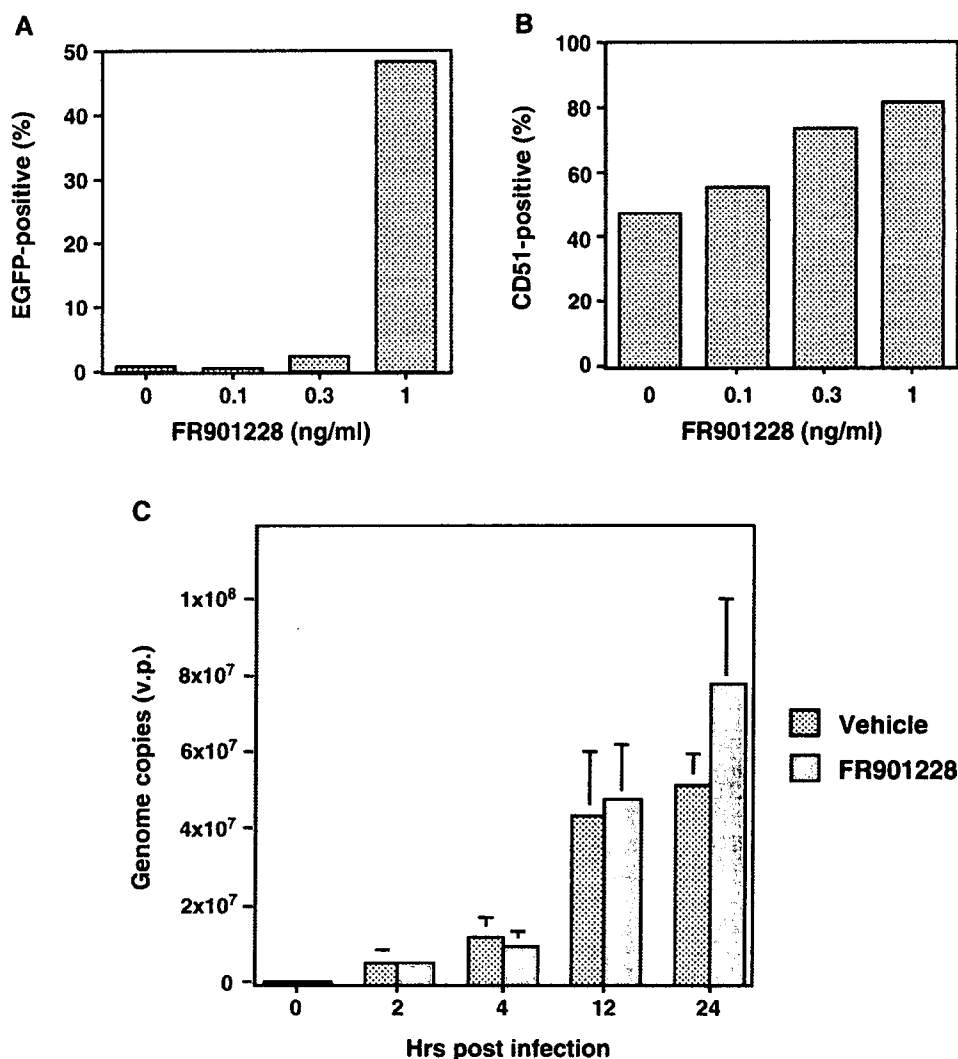 A
EGFP-positive (%)
50
40
30
20
10
0
0 0.1 0.3 1
FR901228 (ng/ml)
B
CD51-positive (%)
100
80
60
40
20
0
0 0.1 0.3 1
FR901228 (ng/ml)
C
Genome copies (v.p.)
1x10⁸
8x10⁷
6x10⁷
4x10⁷
2x10⁷
0
0 2 4 12 24
Hrs post infection
Vehicle
FR901228